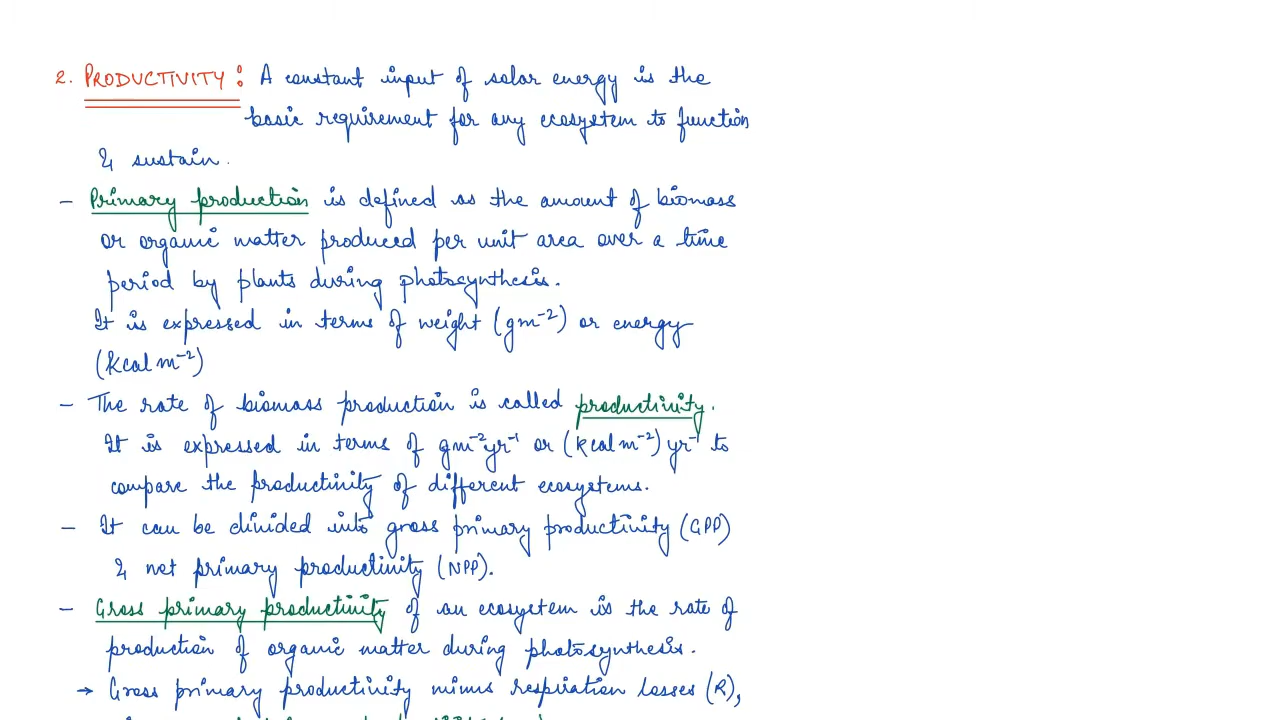 2. PRODUCTIVITY: A constant input of solar energy is the
basic requirement for any ecosystem to function
& sustain.
- Primary production is defined as the amount of biomass
or organic matter produced per unit area over a time
period by plants during photosynthesis.
It is expressed in terms of weight (gm⁻²) or energy
(kcal m⁻²)
- The rate of biomass production is called productivity.
It is expressed in terms of gm⁻²yr⁻¹ or (kcal m⁻²) yr⁻¹ to
compare the productivity of different ecosystems.
- It can be divided into gross primary productivity (GPP)
& net primary productivity (NPP).
- Gross primary productivity of an ecosystem is the rate of
production of organic matter during photosynthesis.
→ Gross primary productivity minus respiration losses (R),